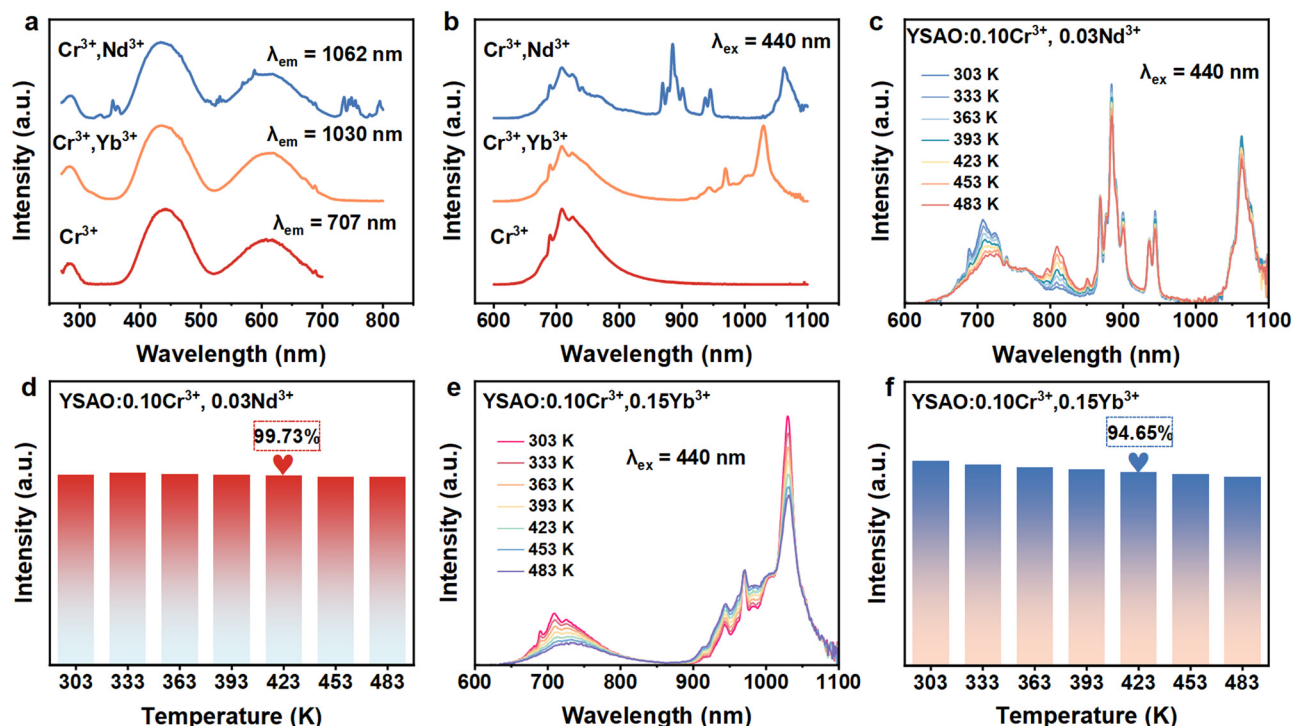 a
Intensity (a.u.)
Cr³⁺,Nd³⁺
λem = 1062 nm
Cr³⁺,Yb³⁺
λem = 1030 nm
Cr³⁺
λem = 707 nm
300 400 500 600 700 800
Wavelength (nm)
b
Intensity (a.u.)
Cr³⁺,Nd³⁺
λex = 440 nm
Cr³⁺,Yb³⁺
Cr³⁺
600 700 800 900 1000 1100
Wavelength (nm)
c
Intensity (a.u.)
YSAO:0.10Cr³⁺, 0.03Nd³⁺
λex = 440 nm
303 K
333 K
363 K
393 K
423 K
453 K
483 K
600 700 800 900 1000 1100
Wavelength (nm)
d
Intensity (a.u.)
YSAO:0.10Cr³⁺, 0.03Nd³⁺
99.73%
303 333 363 393 423 453 483
Temperature (K)
e
Intensity (a.u.)
YSAO:0.10Cr³⁺,0.15Yb³⁺
303 K
333 K
363 K
393 K
423 K
453 K
483 K
λex = 440 nm
600 700 800 900 1000 1100
Wavelength (nm)
f
Intensity (a.u.)
YSAO:0.10Cr³⁺,0.15Yb³⁺
94.65%
303 333 363 393 423 453 483
Temperature (K)